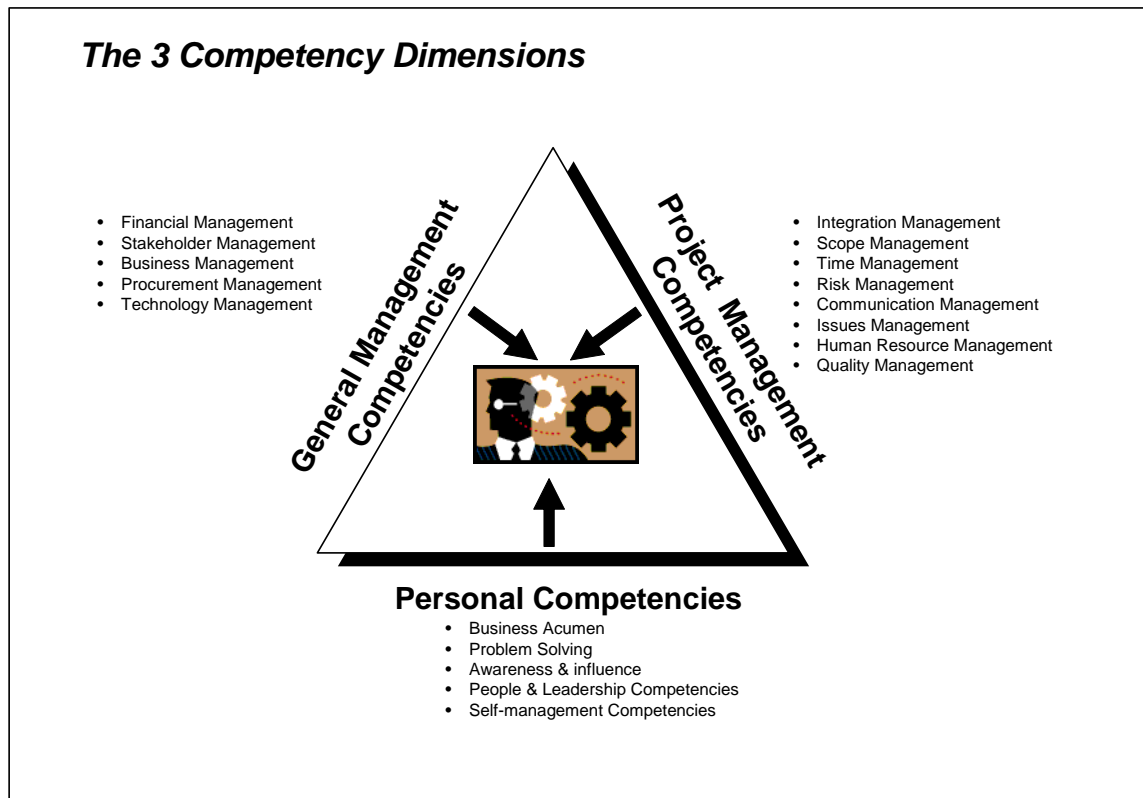 The 3 Competency Dimensions
• Financial Management
• Stakeholder Management
• Business Management
• Procurement Management
• Technology Management
General Management
Competencies
Project Management
Competencies
• Integration Management
• Scope Management
• Time Management
• Risk Management
• Communication Management
• Issues Management
• Human Resource Management
• Quality Management
Personal Competencies
• Business Acumen
• Problem Solving
• Awareness & influence
• People & Leadership Competencies
• Self-management Competencies